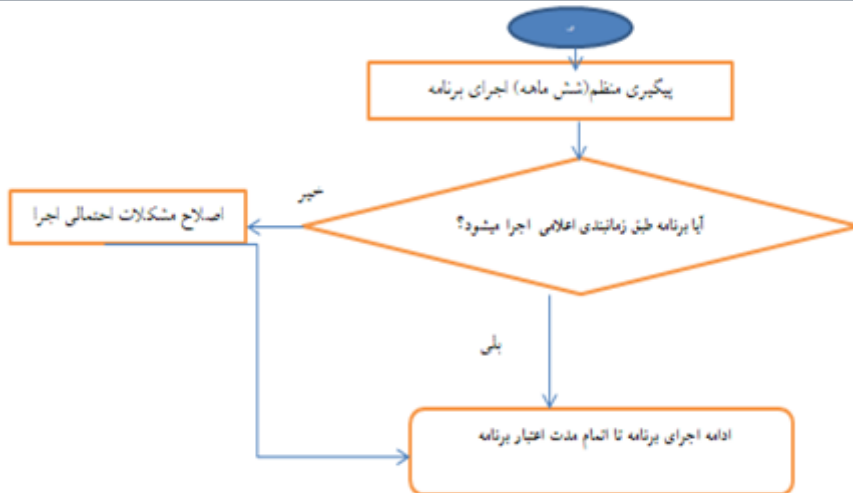 ر
پیگیری منظم(شش ماهه) اجرای برنامه
خیر
اصلاح مشکلات احتمالی اجرا
آیا برنامه طبق زمانبندی اعلامی اجرا میشود؟
بلی
ادامه اجرای برنامه تا اتمام مدت اعتبار برنامه